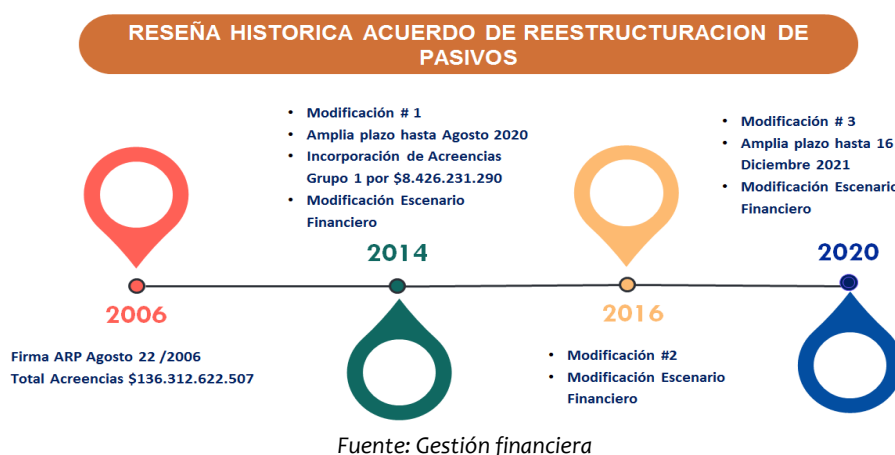 RESEÑA HISTORICA ACUERDO DE REESTRUCTURACION DE
PASIVOS
2006
Firma ARP Agosto 22 /2006
Total Acreencias $136.312.622.507
• Modificación # 1
• Amplia plazo hasta Agosto 2020
• Incorporación de Acreencias
Grupo 1 por $8.426.231.290
• Modificación Escenario
Financiero
2014
2016
• Modificación #2
• Modificación Escenario
Financiero
• Modificación # 3
• Amplia plazo hasta 16
Diciembre 2021
• Modificación Escenario
Financiero
2020
Fuente: Gestión financiera